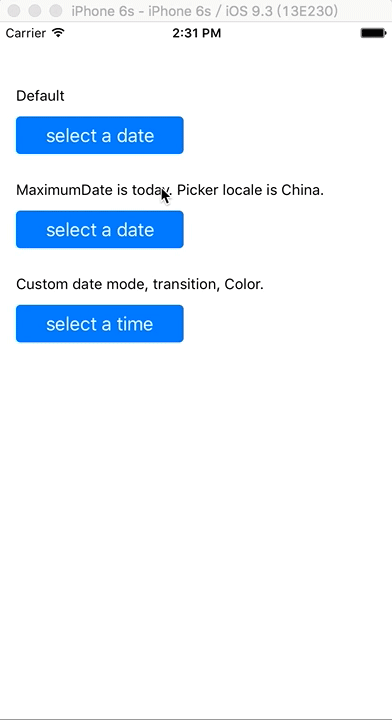 iPhone 6s - iPhone 6s / iOS 9.3 (13E230)
Carrier 2:31 PM
Default
select a date
MaximumDate is today. Picker locale is China.
select a date
Custom date mode, transition, Color.
select a time